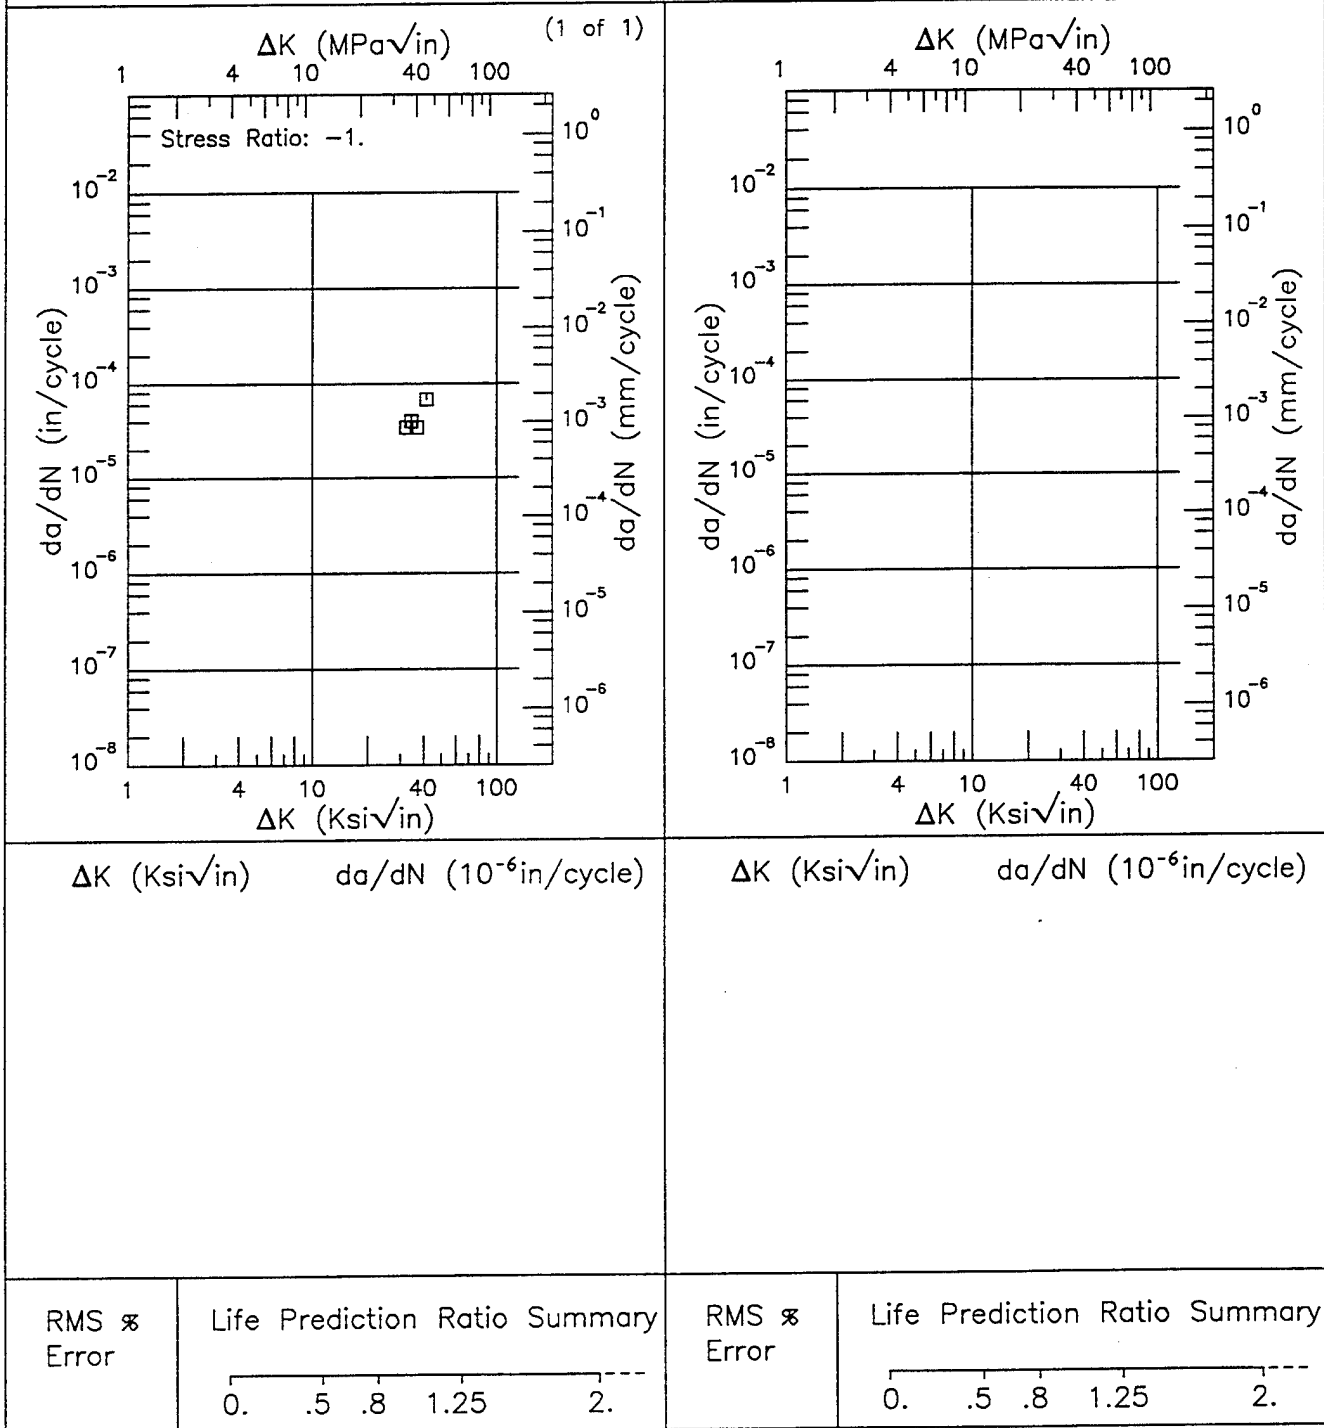 (1 of 1)
ΔK (MPa√in)
1 4 10 40 100
Stress Ratio: -1.
10⁻²
10⁻³
10⁻⁴
10⁻⁵
10⁻⁶
10⁻⁷
10⁻⁸
da/dN (in/cycle)
10⁰
10⁻¹
10⁻²
10⁻³
10⁻⁴
10⁻⁵
10⁻⁶
da/dN (mm/cycle)
1 4 10 40 100
ΔK (Ksi√in)
ΔK (MPa√in)
1 4 10 40 100
10⁻²
10⁻³
10⁻⁴
10⁻⁵
10⁻⁶
10⁻⁷
10⁻⁸
da/dN (in/cycle)
10⁰
10⁻¹
10⁻²
10⁻³
10⁻⁴
10⁻⁵
10⁻⁶
da/dN (mm/cycle)
1 4 10 40 100
ΔK (Ksi√in)
ΔK (Ksi√in) da/dN (10⁻⁶in/cycle)
ΔK (Ksi√in) da/dN (10⁻⁶in/cycle)
RMS %
Error
Life Prediction Ratio Summary
0. .5 .8 1.25 2.
RMS %
Error
Life Prediction Ratio Summary
0. .5 .8 1.25 2.